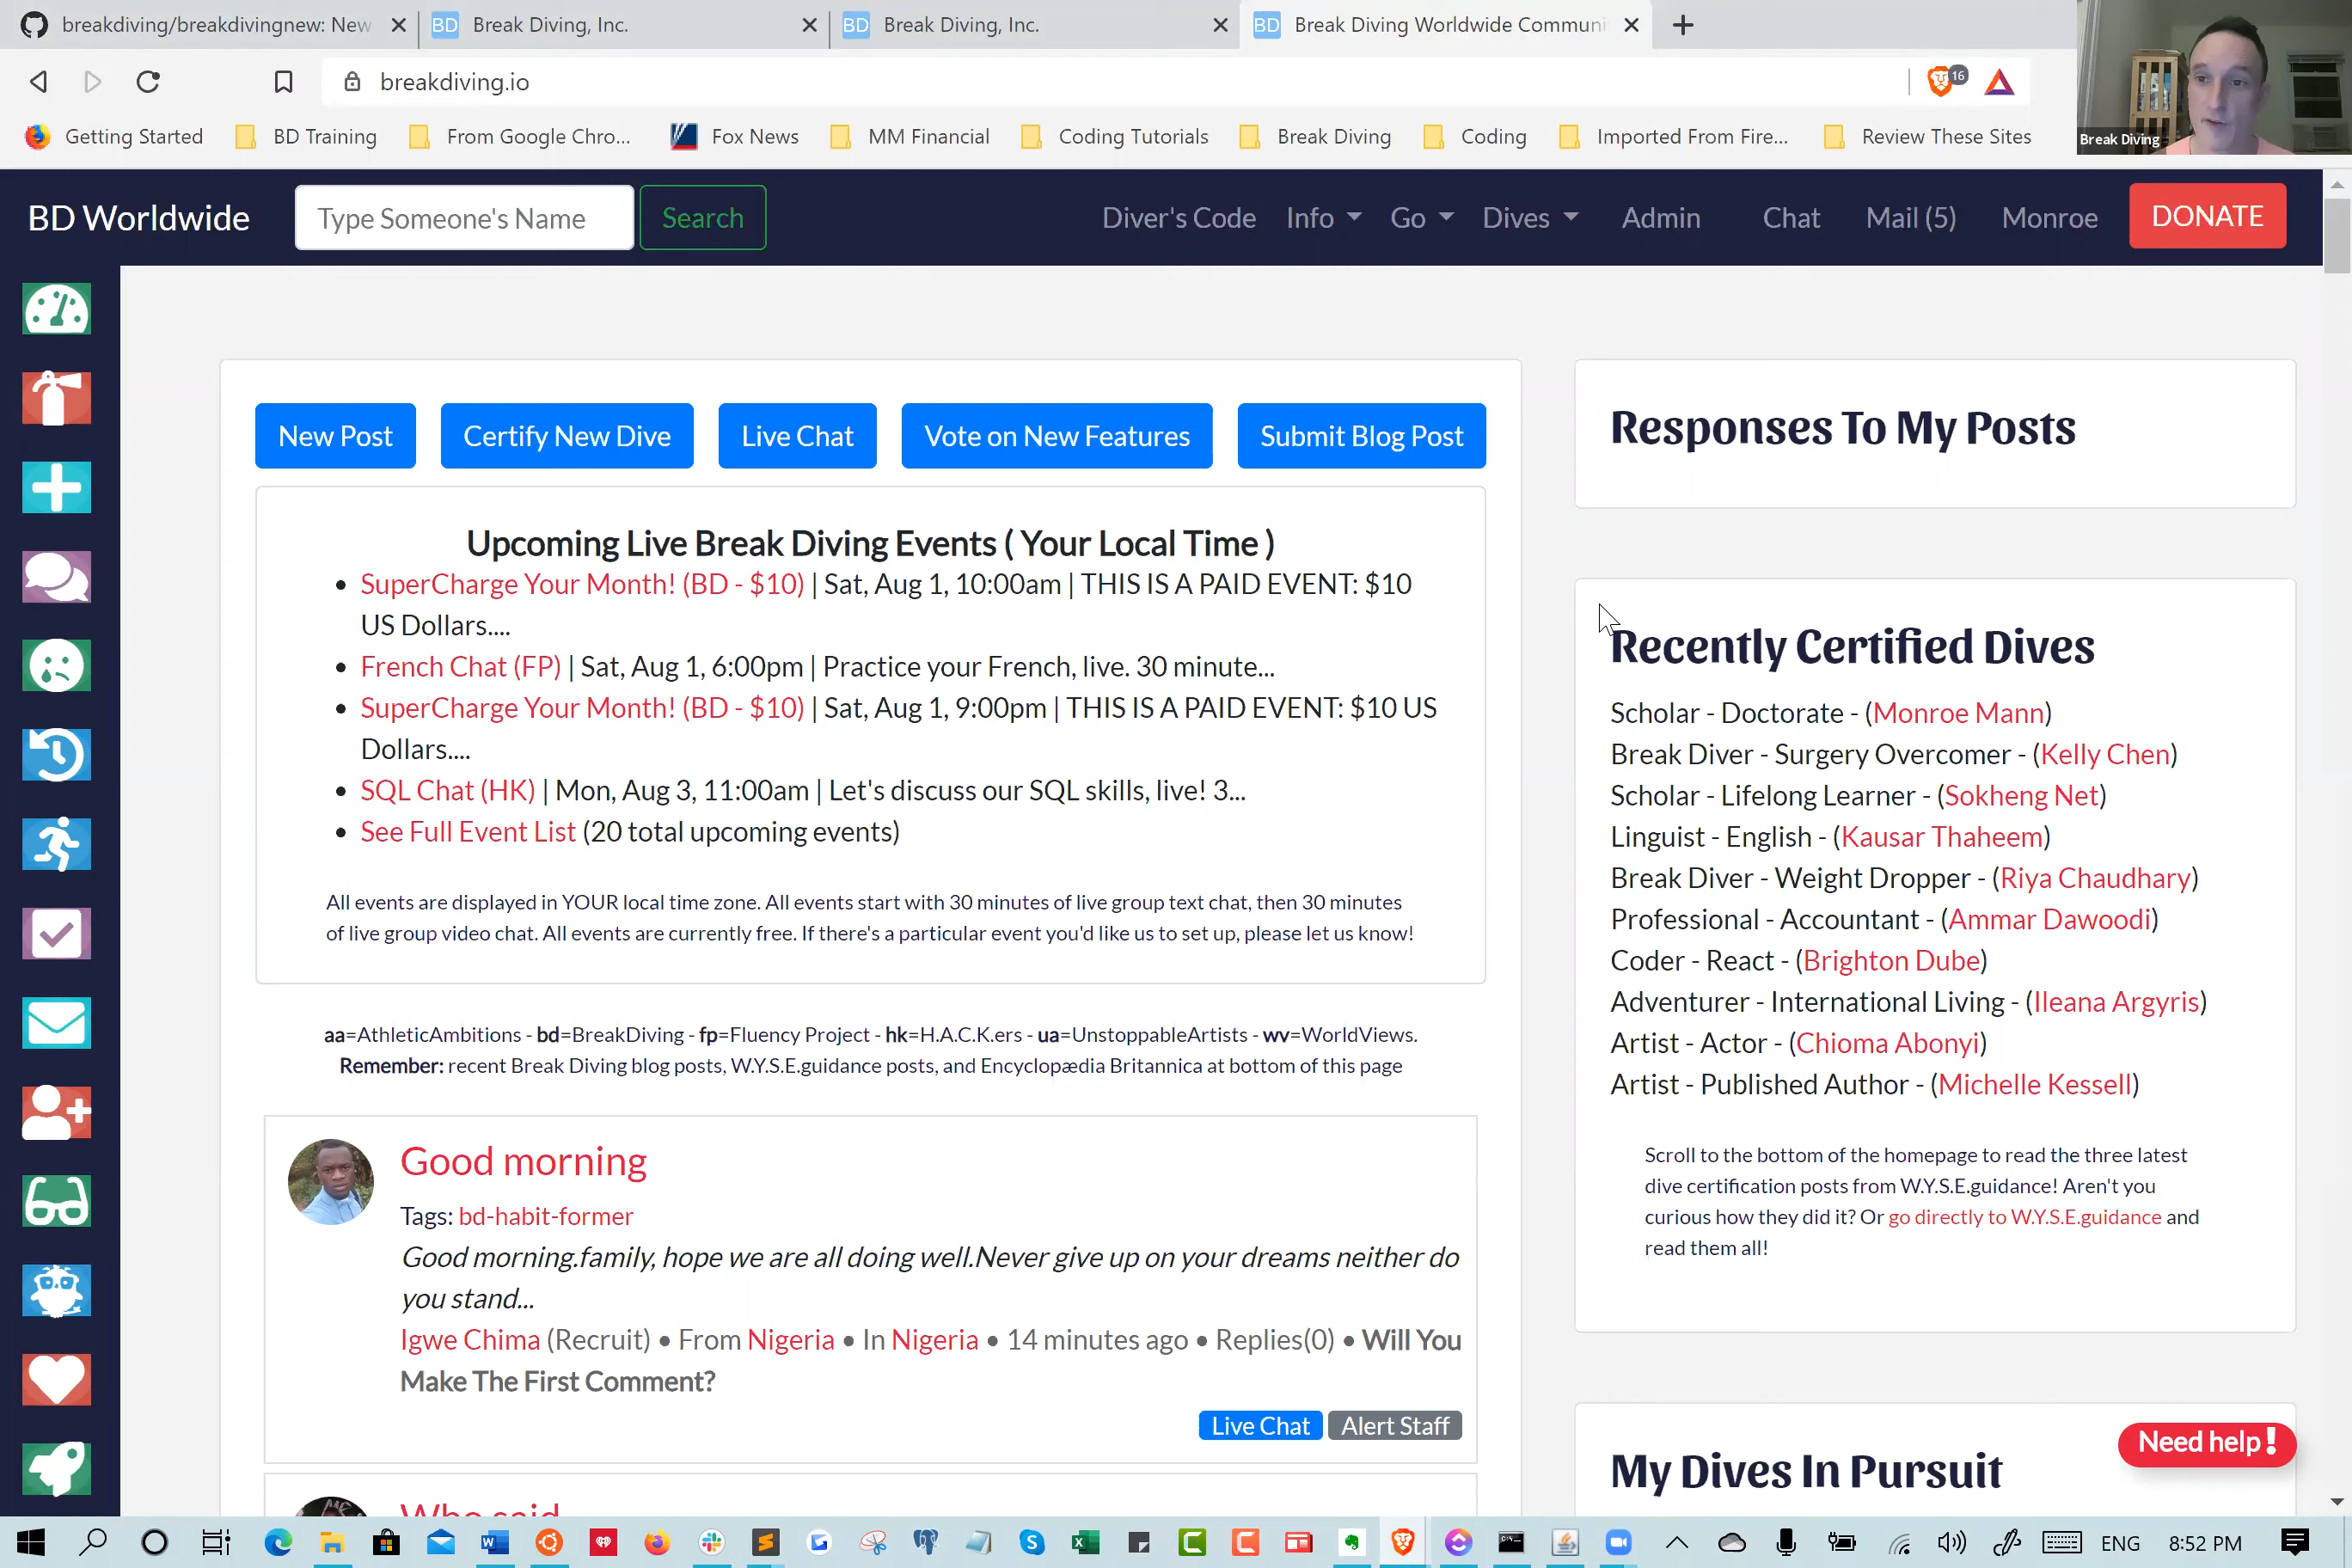 breakdiving/breakdivingnew: New
Break Diving, Inc.
Break Diving, Inc.
Break Diving Worldwide Communi
breakdiving.io
16
Getting Started
BD Training
From Google Chro...
Fox News
MM Financial
Coding Tutorials
Break Diving
Coding
Imported From Fire...
Review These Sites
Break Diving
BD Worldwide
Type Someone's Name
Search
Diver's Code
Info
Go
Dives
Admin
Chat
Mail (5)
Monroe
DONATE
New Post
Certify New Dive
Live Chat
Vote on New Features
Submit Blog Post
Upcoming Live Break Diving Events ( Your Local Time )
SuperCharge Your Month! (BD - $10) | Sat, Aug 1, 10:00am | THIS IS A PAID EVENT: $10
US Dollars....
French Chat (FP) | Sat, Aug 1, 6:00pm | Practice your French, live. 30 minute...
SuperCharge Your Month! (BD - $10) | Sat, Aug 1, 9:00pm | THIS IS A PAID EVENT: $10 US
Dollars....
SQL Chat (HK) | Mon, Aug 3, 11:00am | Let's discuss our SQL skills, live! 3...
See Full Event List (20 total upcoming events)
All events are displayed in YOUR local time zone. All events start with 30 minutes of live group text chat, then 30 minutes
of live group video chat. All events are currently free. If there's a particular event you'd like us to set up, please let us know!
aa=AthleticAmbitions - bd=BreakDiving - fp=Fluency Project - hk=H.A.C.K.ers - ua=UnstoppableArtists - wv=WorldViews.
Remember: recent Break Diving blog posts, W.Y.S.E.guidance posts, and Encyclopædia Britannica at bottom of this page
Good morning
Tags: bd-habit-former
Good morning.family, hope we are all doing well.Never give up on your dreams neither do
you stand...
Igwe Chima (Recruit) • From Nigeria • In Nigeria • 14 minutes ago • Replies(0) • Will You
Make The First Comment?
Live Chat
Alert Staff
Who said
Responses To My Posts
Recently Certified Dives
Scholar - Doctorate - (Monroe Mann)
Break Diver - Surgery Overcomer - (Kelly Chen)
Scholar - Lifelong Learner - (Sokheng Net)
Linguist - English - (Kausar Thaheem)
Break Diver - Weight Dropper - (Riya Chaudhary)
Professional - Accountant - (Ammar Dawoodi)
Coder - React - (Brighton Dube)
Adventurer - International Living - (Ileana Argyris)
Artist - Actor - (Chioma Abonyi)
Artist - Published Author - (Michelle Kessell)
Scroll to the bottom of the homepage to read the three latest
dive certification posts from W.Y.S.E.guidance! Aren't you
curious how they did it? Or go directly to W.Y.S.E.guidance and
read them all!
My Dives In Pursuit
Need help!
ENG
8:52 PM